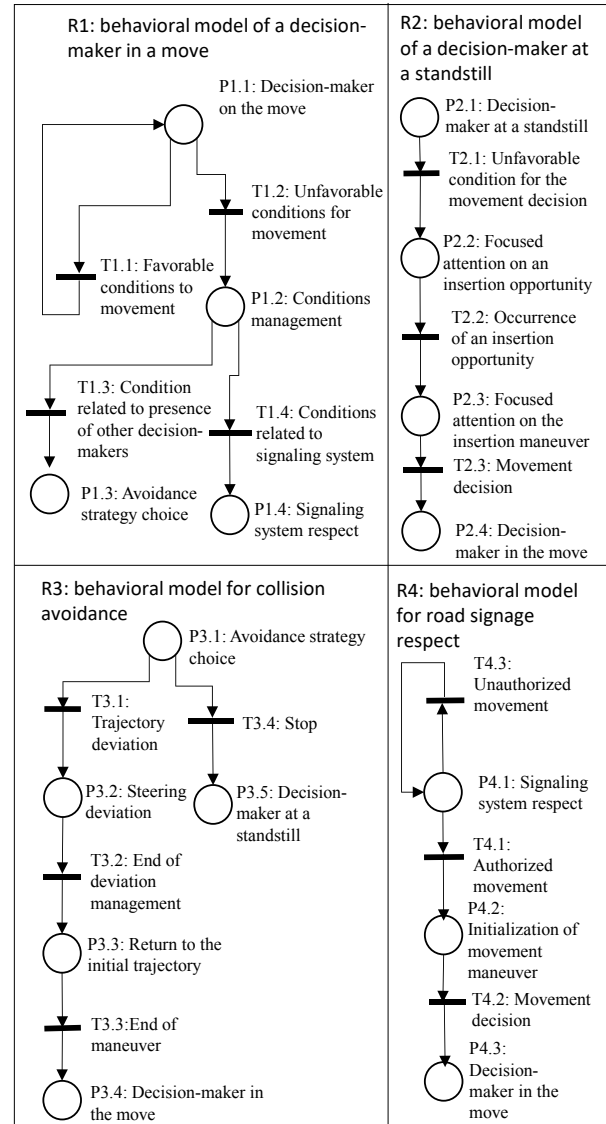 R1: behavioral model of a decision-
maker in a move
P1.1: Decision-maker
on the move
T1.2: Unfavorable
conditions for
movement
T1.1: Favorable
conditions to
movement
P1.2: Conditions
management
T1.3: Condition
related to presence
of other decision-
makers
T1.4: Conditions
related to
signaling system
P1.3: Avoidance
strategy choice
P1.4: Signaling
system respect
R2: behavioral model
of a decision-maker at
a standstill
P2.1: Decision-
maker at a standstill
T2.1: Unfavorable
condition for the
movement decision
P2.2: Focused
attention on an
insertion opportunity
T2.2: Occurrence
of an insertion
opportunity
P2.3: Focused
attention on the
insertion maneuver
T2.3: Movement
decision
P2.4: Decision-
maker in the move
R3: behavioral model for collision
avoidance
P3.1: Avoidance strategy
choice
T3.1:
Trajectory
deviation
T3.4: Stop
P3.2: Steering
deviation
P3.5: Decision-
maker at a
standstill
T3.2: End of
deviation
management
P3.3: Return to the
initial trajectory
T3.3:End of
maneuver
P3.4: Decision-maker in
the move
R4: behavioral model
for road signage
respect
T4.3:
Unauthorized
movement
P4.1: Signaling
system respect
T4.1:
Authorized
movement
P4.2:
Initialization of
movement
maneuver
T4.2: Movement
decision
P4.3:
Decision-
maker in the
move